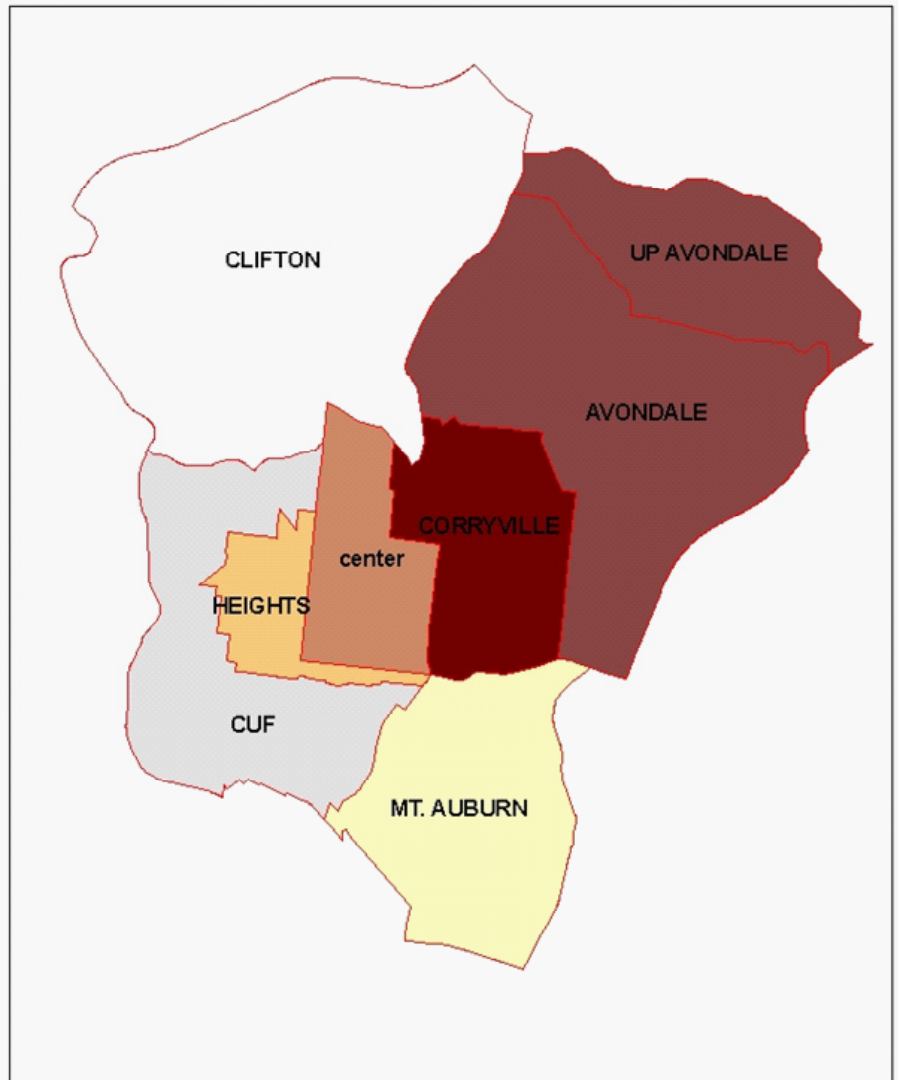 CLIFTON
UP AVONDALE
AVONDALE
CORRYVILLE
center
HEIGHTS
CUF
MT. AUBURN